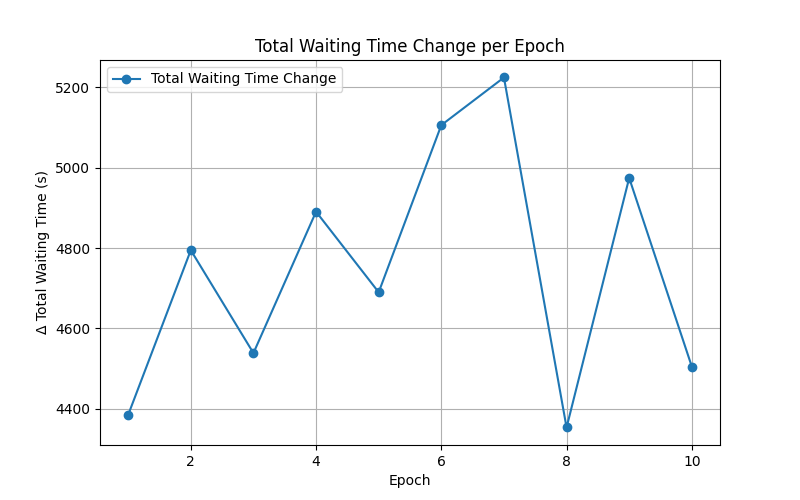 Total Waiting Time Change per Epoch
Total Waiting Time Change
Δ Total Waiting Time (s)
5200
5000
4800
4600
4400
2 4 6 8 10
Epoch